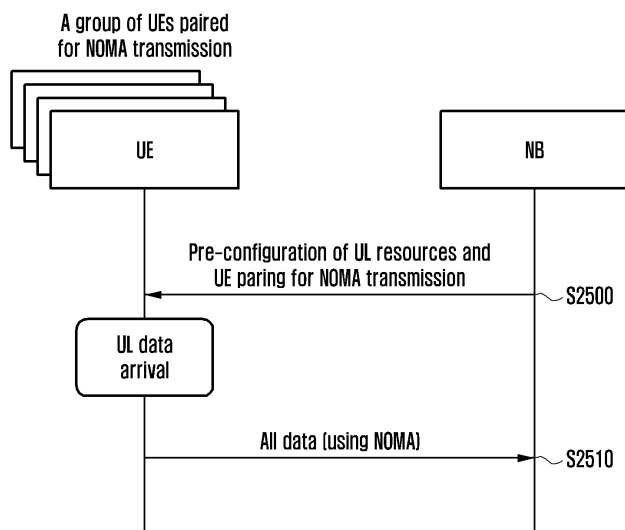 A group of UEs paired
for NOMA transmission
UE
NB
Pre-configuration of UL resources and
UE paring for NOMA transmission
S2500
UL data
arrival
All data (using NOMA)
S2510